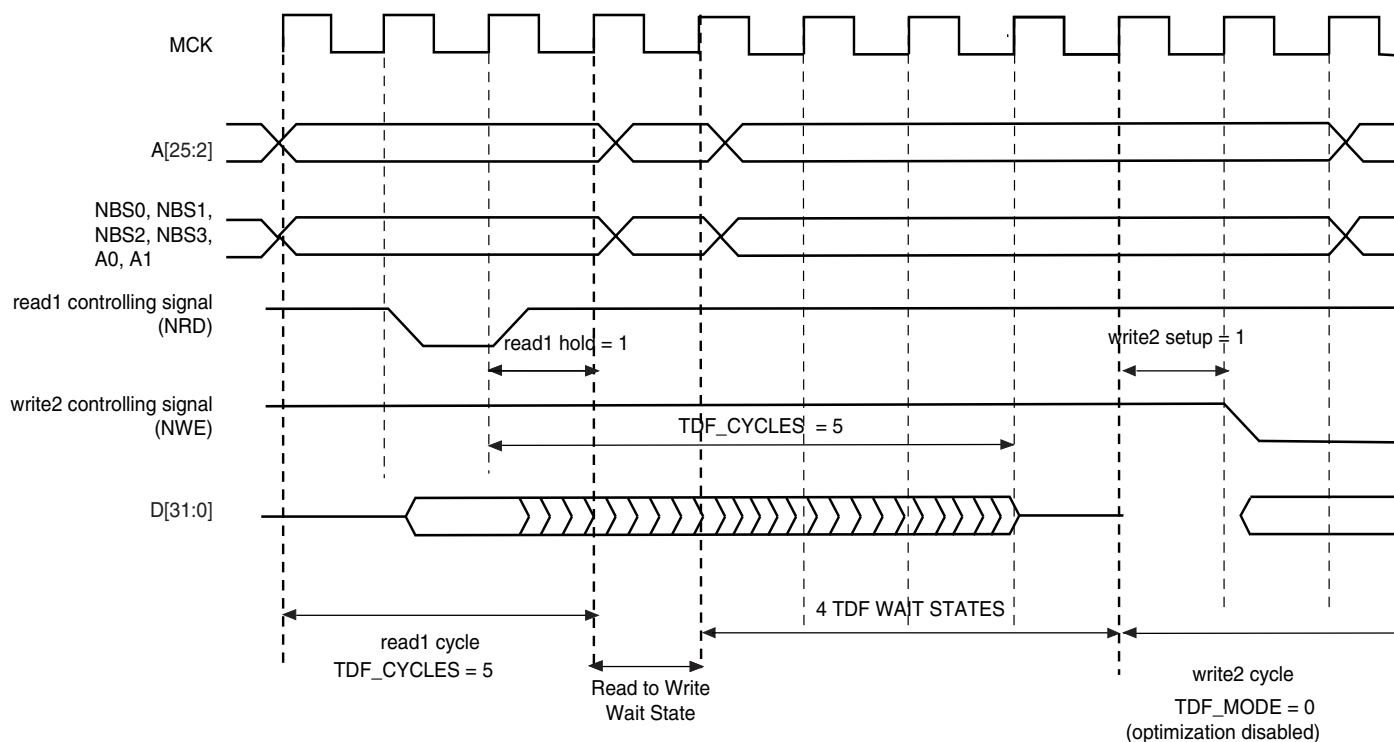 MCK
A[25:2]
NBS0, NBS1,
NBS2, NBS3,
A0, A1
read1 controlling signal
(NRD)
read1 hold = 1
write2 setup = 1
write2 controlling signal
(NWE)
TDF_CYCLES = 5
D[31:0]
4 TDF WAIT STATES
read1 cycle
TDF_CYCLES = 5
Read to Write
Wait State
write2 cycle
TDF_MODE = 0
(optimization disabled)